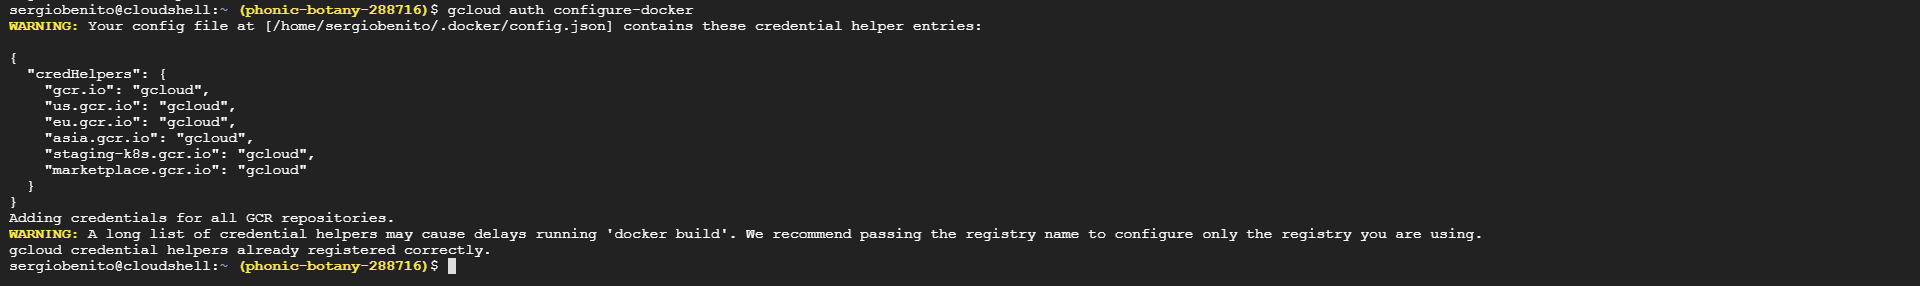 sergiobenito@cloudshell:~ (phonic-botany-288716)$ gcloud auth configure-docker
WARNING: Your config file at [/home/sergiobenito/.docker/config.json] contains these credential helper entries:
{
  "credHelpers": {
    "gcr.io": "gcloud",
    "us.gcr.io": "gcloud",
    "eu.gcr.io": "gcloud",
    "asia.gcr.io": "gcloud",
    "staging-k8s.gcr.io": "gcloud",
    "marketplace.gcr.io": "gcloud"
  }
}
Adding credentials for all GCR repositories.
WARNING: A long list of credential helpers may cause delays running 'docker build'. We recommend passing the registry name to configure only the registry you are using.
gcloud credential helpers already registered correctly.
sergiobenito@cloudshell:~ (phonic-botany-288716)$